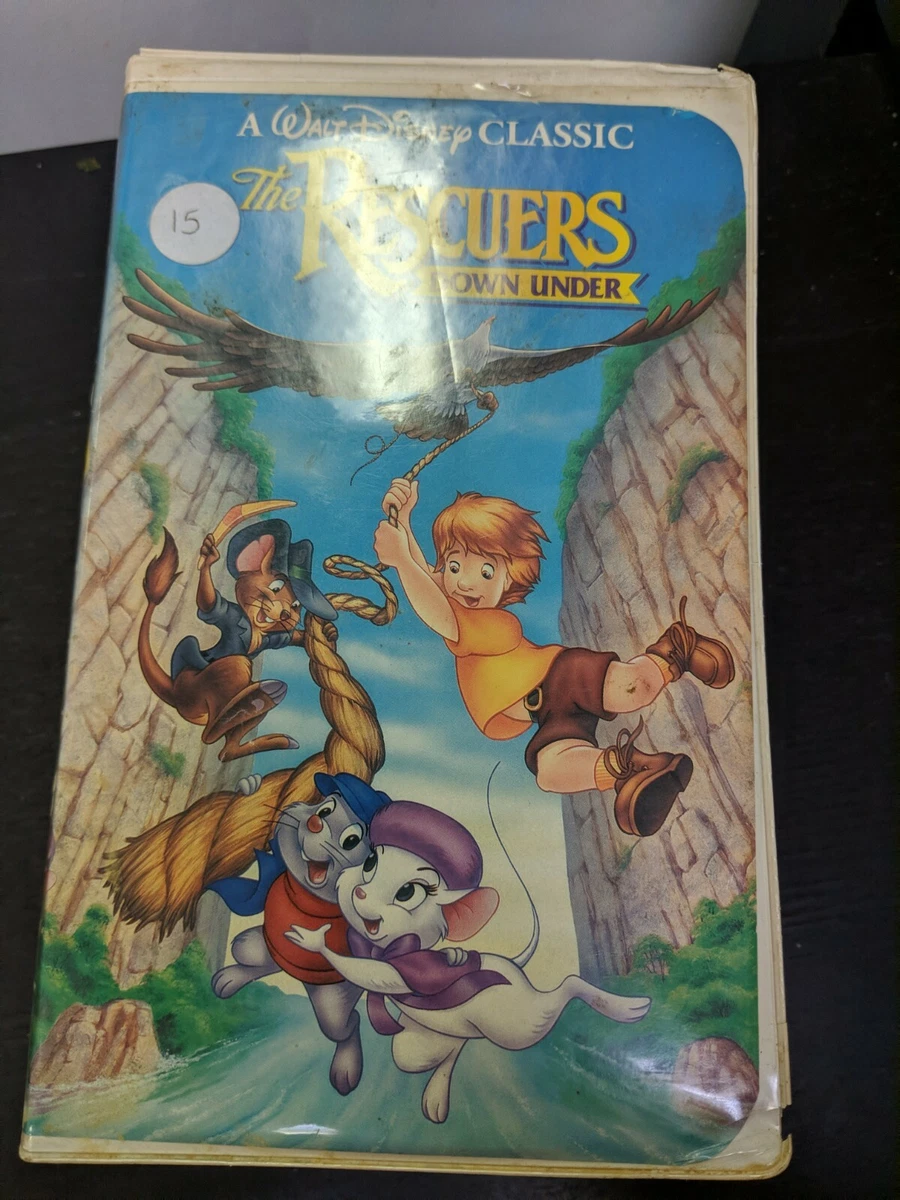 A WALT DISNEY CLASSIC
The RESCUERS
DOWN UNDER
15